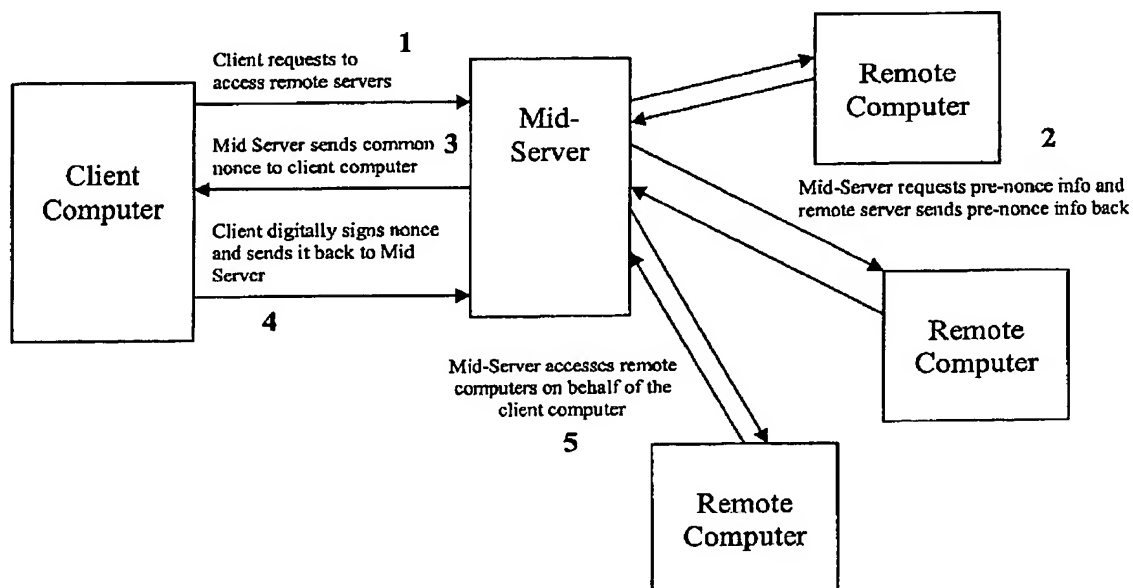 1
Client requests to
access remote servers
Client
Computer
Mid Server sends common
nonce to client computer
3
Client digitally signs nonce
and sends it back to Mid
Server
4
Mid-
Server
Remote
Computer
2
Mid-Server requests pre-nonce info and
remote server sends pre-nonce info back
Remote
Computer
Mid-Server accesses remote
computers on behalf of the
client computer
5
Remote
Computer